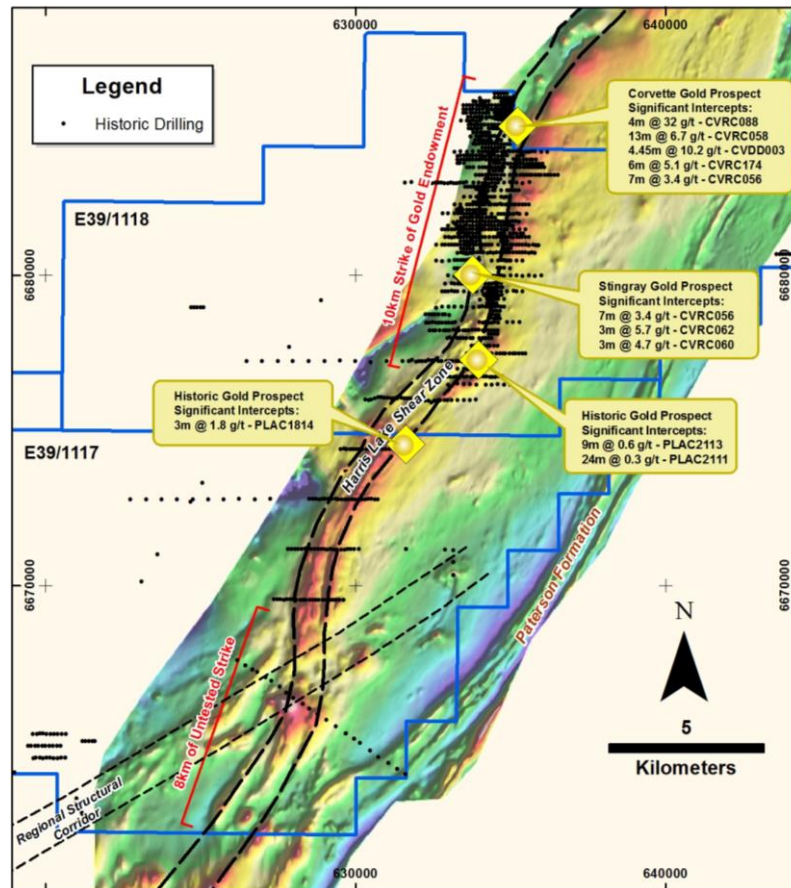 630000
640000
Legend
Historic Drilling
Corvette Gold Prospect
Significant Intercepts:
4m @ 32 g/t - CVRC088
13m @ 6.7 g/t - CVRC058
4.45m @ 10.2 g/t - CVDD003
6m @ 5.1 g/t - CVRC174
7m @ 3.4 g/t - CVRC056
E39/1118
10km Strike of Gold Endowment
6680000
6680000
Stingray Gold Prospect
Significant Intercepts:
7m @ 3.4 g/t - CVRC056
3m @ 5.7 g/t - CVRC062
3m @ 4.7 g/t - CVRC060
Historic Gold Prospect
Significant Intercepts:
3m @ 1.8 g/t - PLAC1814
Harris Lake Shear Zone
Historic Gold Prospect
Significant Intercepts:
9m @ 0.6 g/t - PLAC2113
24m @ 0.3 g/t - PLAC2111
E39/1117
6670000
6670000
Paterson Formation
N
8km of Untested Strike
5
Kilometers
Regional Structural
Corridor
630000
640000